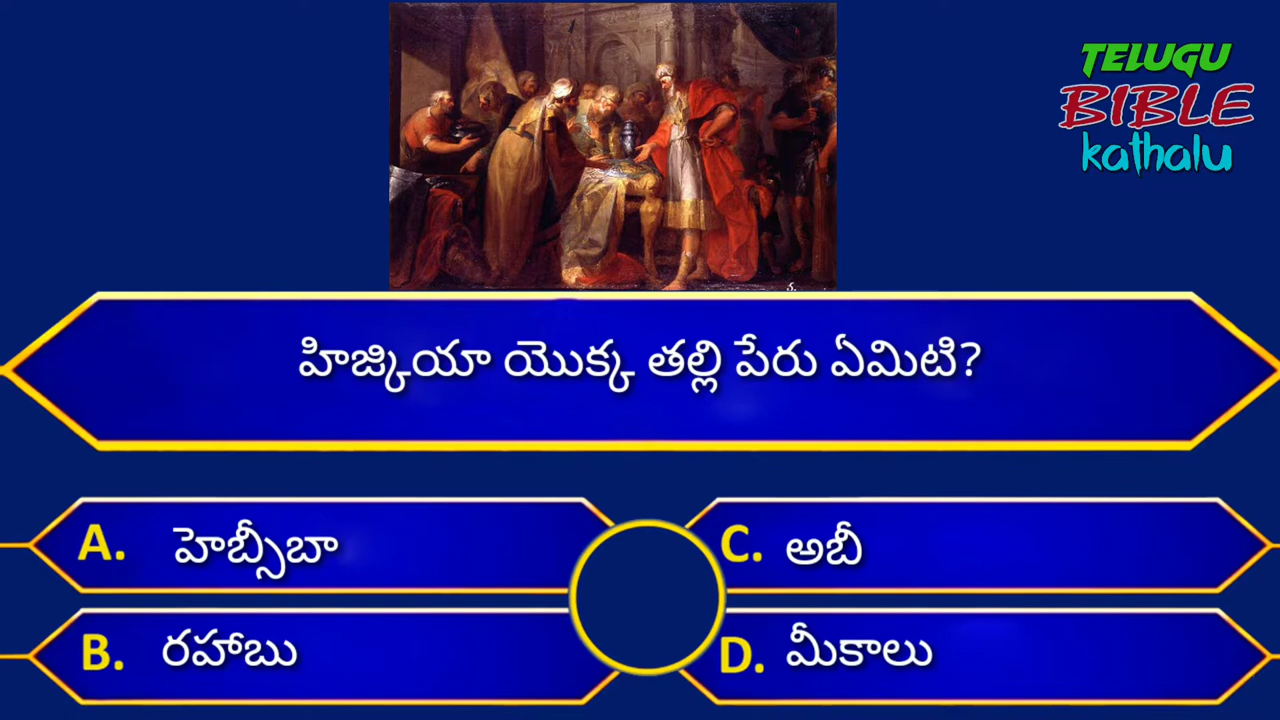 TELUGU
BIBLE
kathalu
హిజ్కియా యొక్క తల్లి పేరు ఏమిటి?
A. హెబ్సీబా
C. అబీ
B. రహాబు
D. మీకాలు